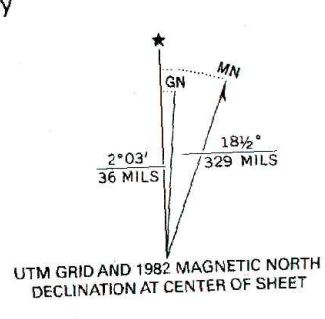 y
★
MN
GN
18½°
329 MILS
2°03'
36 MILS
UTM GRID AND 1982 MAGNETIC NORTH
DECLINATION AT CENTER OF SHEET